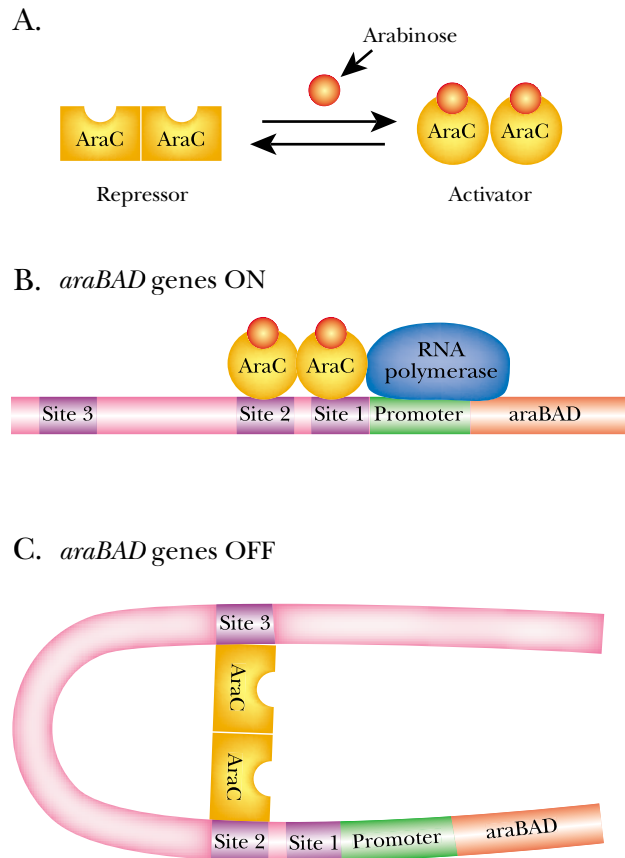 A.
Arabinose
AraC AraC AraC AraC
Repressor Activator
B. araBAD genes ON
AraC AraC RNA
polymerase
Site 3 Site 2 Site 1 Promoter araBAD
C. araBAD genes OFF
Site 3
AraC
AraC
Site 2 Site 1 Promoter araBAD